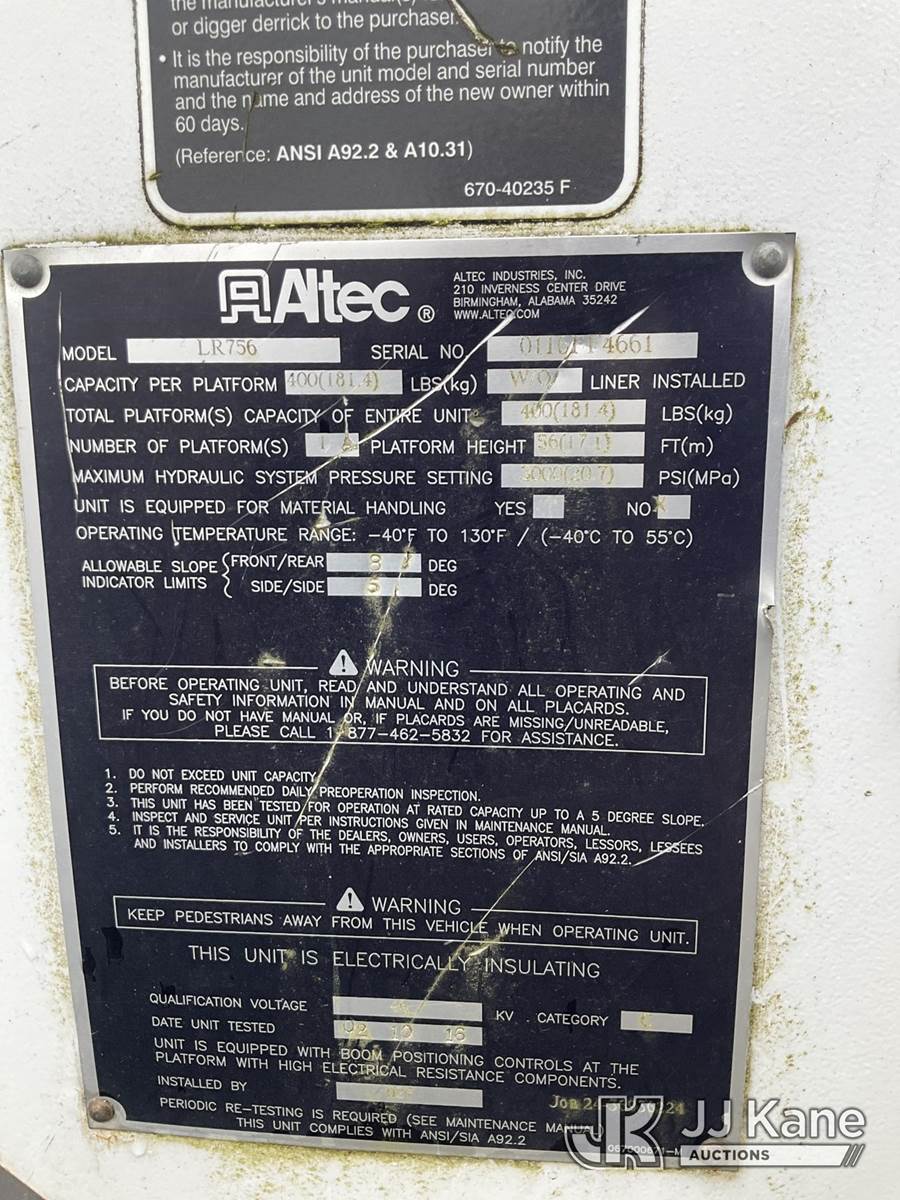 the manufacturer's manual(s)
or digger derrick to the purchaser.
• It is the responsibility of the purchaser to notify the
manufacturer of the unit model and serial number
and the name and address of the new owner within
60 days.
(Reference: ANSI A92.2 & A10.31)
670-40235 F
Altec®
ALTEC INDUSTRIES, INC.
210 INVERNESS CENTER DRIVE
BIRMINGHAM, ALABAMA 35242
WWW.ALTEC.COM
MODEL LR756 SERIAL NO.
CAPACITY PER PLATFORM 400(181.4) LBS(kg) LINER INSTALLED
TOTAL PLATFORM(S) CAPACITY OF ENTIRE UNIT 400(181.4) LBS(kg)
NUMBER OF PLATFORM(S) 1 PLATFORM HEIGHT 56(17.1) FT(m)
MAXIMUM HYDRAULIC SYSTEM PRESSURE SETTING 3000(20.7) PSI(MPa)
UNIT IS EQUIPPED FOR MATERIAL HANDLING YES NO X
OPERATING TEMPERATURE RANGE: -40°F TO 130°F / (-40°C TO 55°C)
ALLOWABLE SLOPE FRONT/REAR DEG
INDICATOR LIMITS SIDE/SIDE 5 DEG
WARNING
BEFORE OPERATING UNIT, READ AND UNDERSTAND ALL OPERATING AND
SAFETY INFORMATION IN MANUAL AND ON ALL PLACARDS.
IF YOU DO NOT HAVE MANUAL OR, IF PLACARDS ARE MISSING/UNREADABLE,
PLEASE CALL 1-877-462-5832 FOR ASSISTANCE.
1. DO NOT EXCEED UNIT CAPACITY.
2. PERFORM RECOMMENDED DAILY PREOPERATION INSPECTION.
3. THIS UNIT HAS BEEN TESTED FOR OPERATION AT RATED CAPACITY UP TO A 5 DEGREE SLOPE.
4. INSPECT AND SERVICE UNIT PER INSTRUCTIONS GIVEN IN MAINTENANCE MANUAL.
5. IT IS THE RESPONSIBILITY OF THE DEALERS, OWNERS, USERS, OPERATORS, LESSORS, LESSEES
AND INSTALLERS TO COMPLY WITH THE APPROPRIATE SECTIONS OF ANSI/SIA A92.2.
WARNING
KEEP PEDESTRIANS AWAY FROM THIS VEHICLE WHEN OPERATING UNIT.
THIS UNIT IS ELECTRICALLY INSULATING
QUALIFICATION VOLTAGE KV CATEGORY C
DATE UNIT TESTED 02 16
UNIT IS EQUIPPED WITH BOOM POSITIONING CONTROLS AT THE
PLATFORM WITH HIGH ELECTRICAL RESISTANCE COMPONENTS.
INSTALLED BY
PERIODIC RE-TESTING IS REQUIRED (SEE MAINTENANCE MANUAL)
THIS UNIT COMPLIES WITH ANSI/SIA A92.2
JJ Kane
AUCTIONS